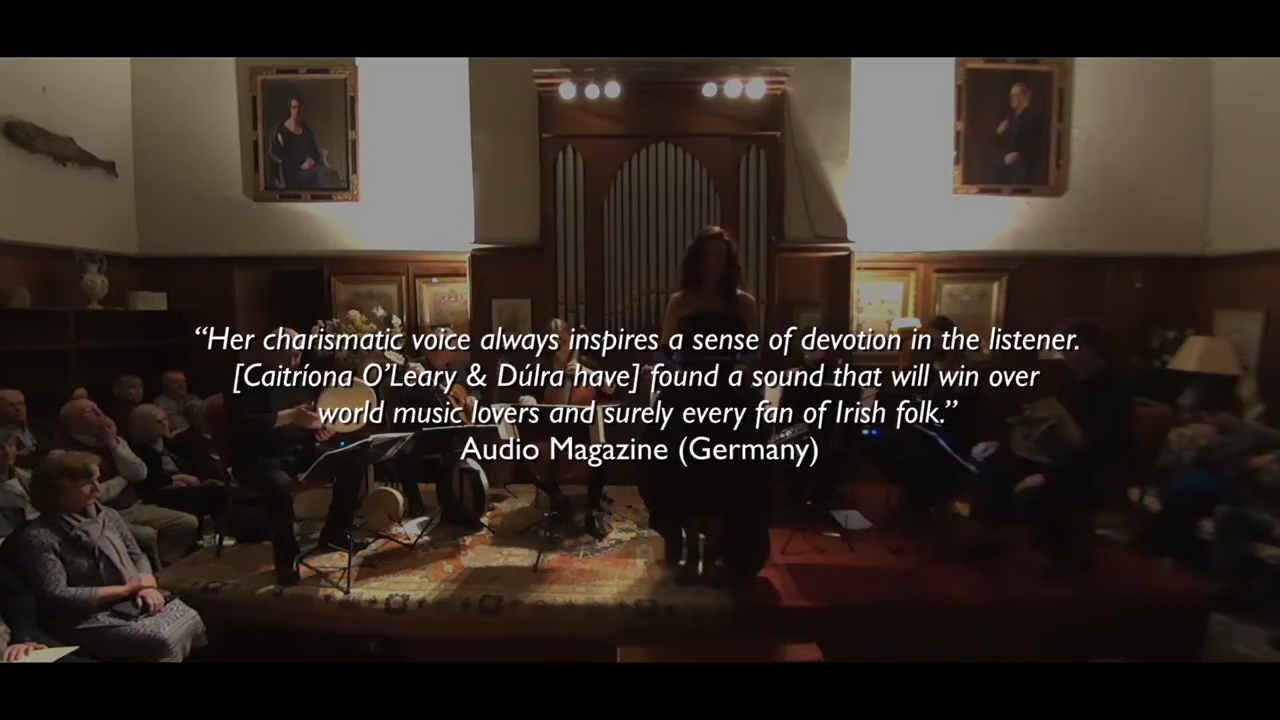 “Her charismatic voice always inspires a sense of devotion in the listener.
[Caitríona O’Leary & Dúlra have] found a sound that will win over
world music lovers and surely every fan of Irish folk.”
Audio Magazine (Germany)